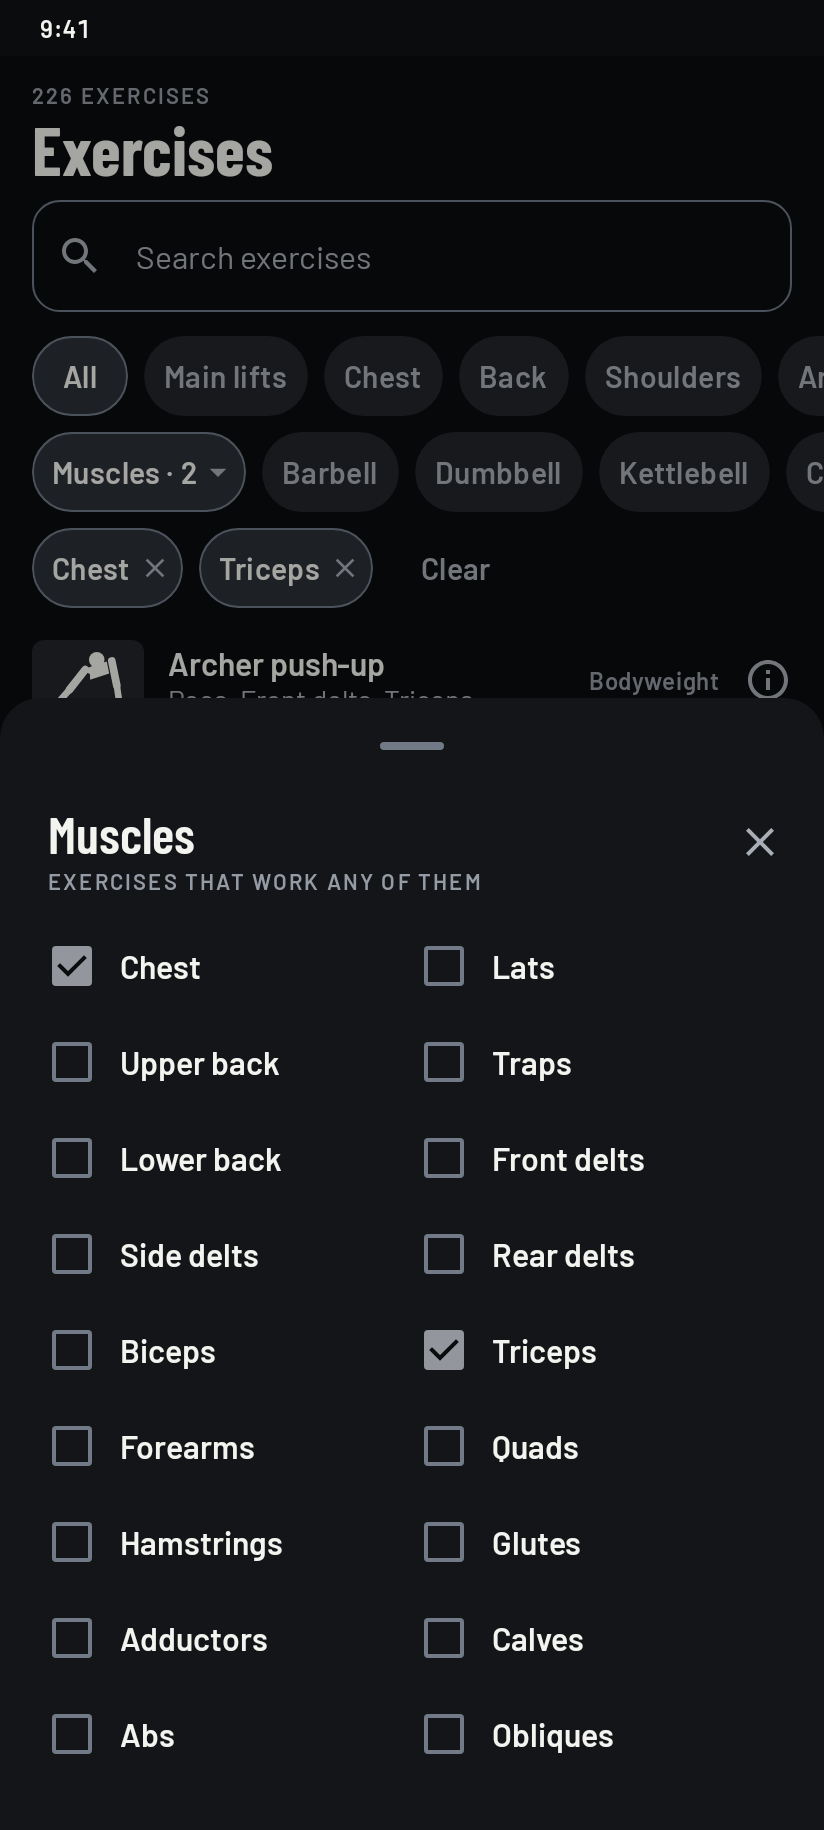 9:41
226 EXERCISES
Exercises
Search exercises
All Main lifts Chest Back Shoulders
Muscles · 2 Barbell Dumbbell Kettlebell
Chest Triceps Clear
Archer push-up
Bodyweight
Muscles
EXERCISES THAT WORK ANY OF THEM
Chest Lats
Upper back Traps
Lower back Front delts
Side delts Rear delts
Biceps Triceps
Forearms Quads
Hamstrings Glutes
Adductors Calves
Abs Obliques